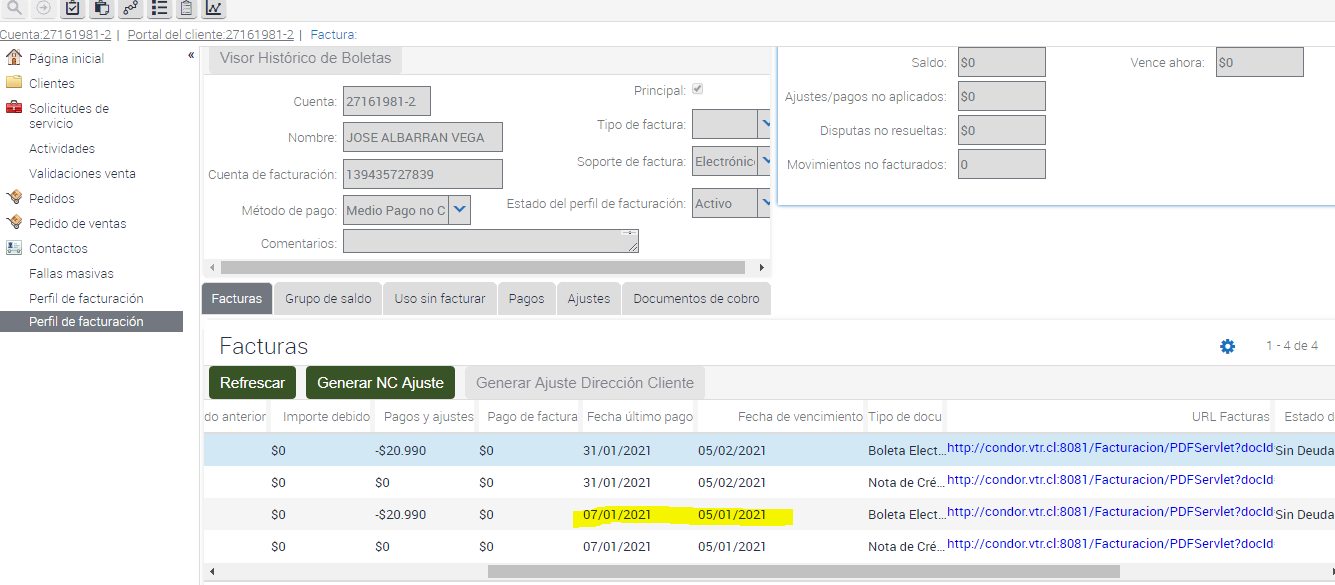 Cuenta:27161981-2 | Portal del cliente:27161981-2 | Factura:
Página inicial
«
Clientes
Solicitudes de
servicio
Actividades
Validaciones venta
Pedidos
Pedido de ventas
Contactos
Fallas masivas
Perfil de facturación
Perfil de facturación
Visor Histórico de Boletas
Cuenta: 27161981-2
Nombre: JOSE ALBARRAN VEGA
Cuenta de facturación: 139435727839
Método de pago: Medio Pago no C
Comentarios:
Principal:
Tipo de factura:
Soporte de factura: Electrónic
Estado del perfil de facturación: Activo
Saldo: $0
Vence ahora: $0
Ajustes/pagos no aplicados: $0
Disputas no resueltas: $0
Movimientos no facturados: 0
Facturas Grupo de saldo Uso sin facturar Pagos Ajustes Documentos de cobro
Facturas
1 - 4 de 4
Refrescar Generar NC Ajuste Generar Ajuste Dirección Cliente
do anterior Importe debido Pagos y ajustes Pago de factura Fecha último pago Fecha de vencimiento Tipo de docu URL Facturas Estado d
$0 -$20.990 $0 31/01/2021 05/02/2021 Boleta Elect... http://condor.vtr.cl:8081/Facturacion/PDFServlet?docId Sin Deuda
$0 $0 $0 31/01/2021 05/02/2021 Nota de Cré... http://condor.vtr.cl:8081/Facturacion/PDFServlet?docId
$0 -$20.990 $0 07/01/2021 05/01/2021 Boleta Elect... http://condor.vtr.cl:8081/Facturacion/PDFServlet?docId Sin Deuda
$0 $0 $0 07/01/2021 05/01/2021 Nota de Cré... http://condor.vtr.cl:8081/Facturacion/PDFServlet?docId